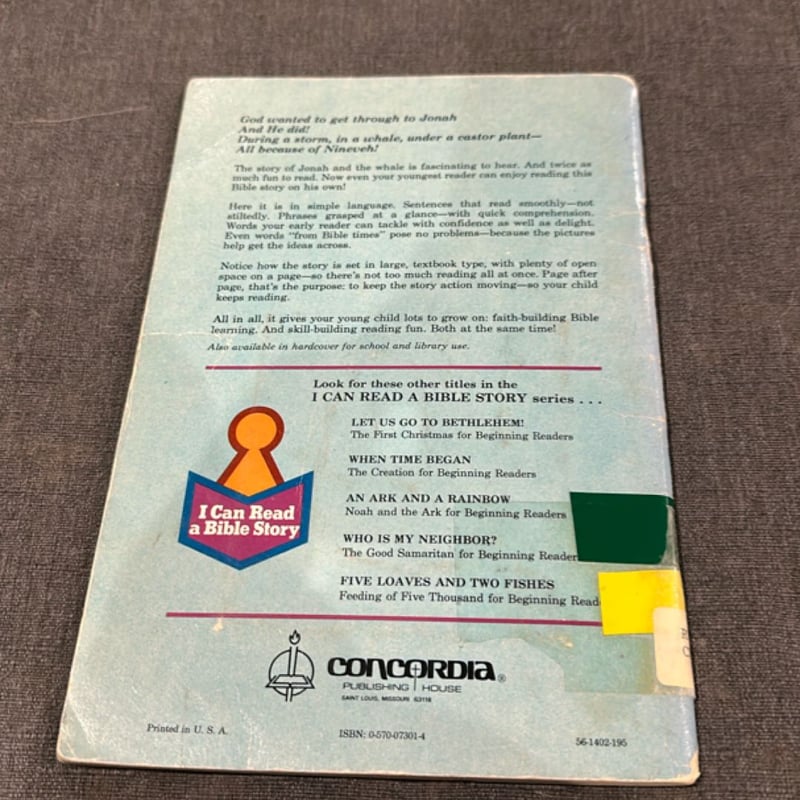 God wanted to get through to Jonah
And He did!
During a storm, in a whale, under a castor plant—
All because of Nineveh!
The story of Jonah and the whale is fascinating to hear. And twice as
much fun to read. Now even your youngest reader can enjoy reading this
Bible story on his own!
Here it is in simple language. Sentences that read smoothly—not
stiltedly. Phrases grasped at a glance—with quick comprehension.
Words your early reader can tackle with confidence as well as delight.
Even words "from Bible times" pose no problems—because the pictures
help get the ideas across.
Notice how the story is set in large, textbook type, with plenty of open
space on a page—so there's not too much reading all at once. Page after
page, that's the purpose: to keep the story action moving—so your child
keeps reading.
All in all, it gives your young child lots to grow on: faith-building Bible
learning. And skill-building reading fun. Both at the same time!
Also available in hardcover for school and library use.
Look for these other titles in the
I CAN READ A BIBLE STORY series . . .
LET US GO TO BETHLEHEM!
The First Christmas for Beginning Readers
WHEN TIME BEGAN
The Creation for Beginning Readers
AN ARK AND A RAINBOW
Noah and the Ark for Beginning Readers
WHO IS MY NEIGHBOR?
The Good Samaritan for Beginning Reader
FIVE LOAVES AND TWO FISHES
Feeding of Five Thousand for Beginning Read
I Can Read
a Bible Story
CONCORDIA®
PUBLISHING HOUSE
SAINT LOUIS, MISSOURI 63118
Printed in U. S. A.
ISBN: 0-570-07301-4
56-1402-195